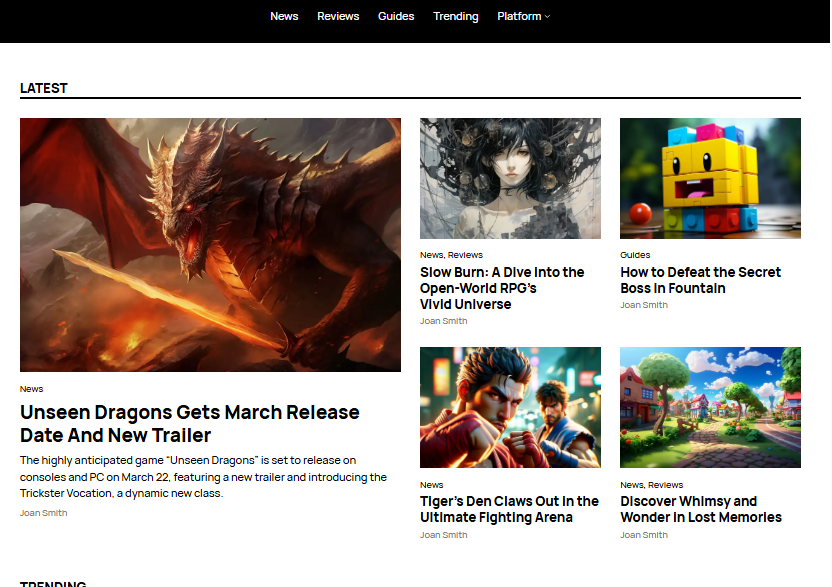 News Reviews Guides Trending Platform
LATEST
News
Unseen Dragons Gets March Release
Date And New Trailer
The highly anticipated game “Unseen Dragons” is set to release on
consoles and PC on March 22, featuring a new trailer and introducing the
Trickster Vocation, a dynamic new class.
Joan Smith
News, Reviews
Slow Burn: A Dive Into the
Open-World RPG’s
Vivid Universe
Joan Smith
Guides
How to Defeat the Secret
Boss in Fountain
Joan Smith
News
Tiger’s Den Claws Out in the
Ultimate Fighting Arena
Joan Smith
News, Reviews
Discover Whimsy and
Wonder in Lost Memories
Joan Smith
TRENDING